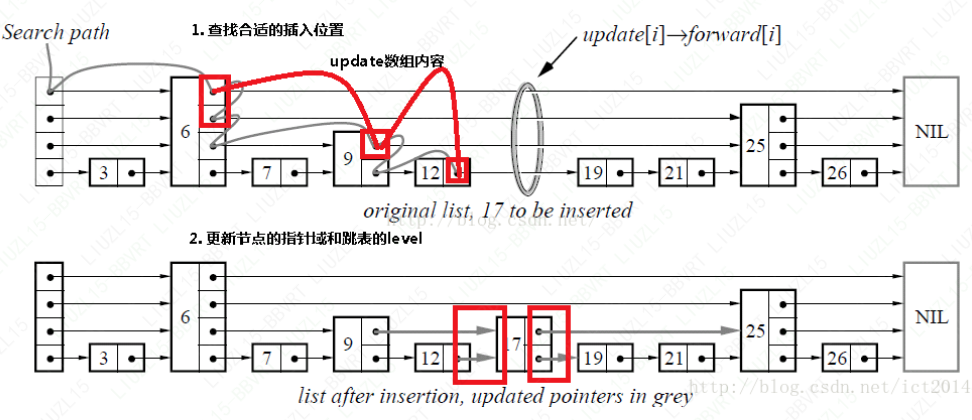 Search path
1. 查找合适的插入位置
update[i]→forward[i]
update数组内容
6
NIL
9
25
3
7
12
19
21
26
original list, 17 to be inserted
http://blog.csdn.net/
2. 更新节点的指针域和跳表的level
6
NIL
9
17
25
3
7
12
19
21
26
http://blog.csdn.net/ict2014
list after insertion, updated pointers in grey